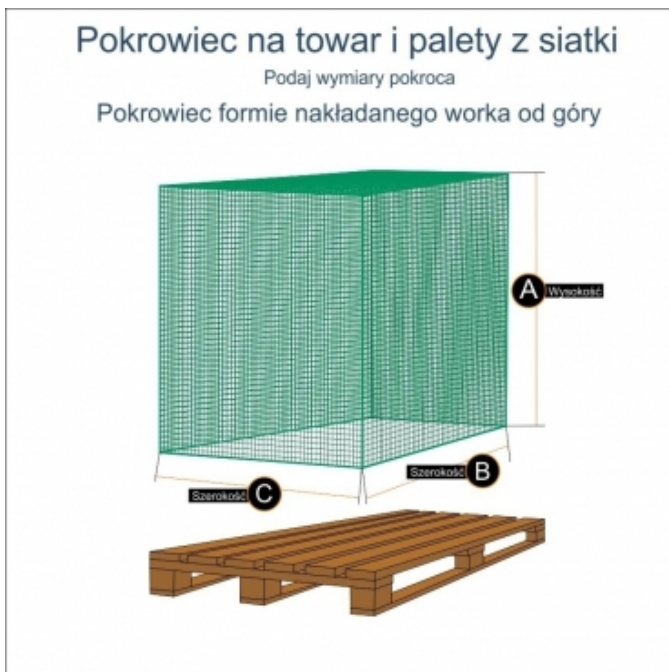 Pokrowiec na towar i palety z siatki
Podaj wymiary pokroca
Pokrowiec formie nakładanego worka od góry
A Wysokość
Szerokość B
Szerokość C